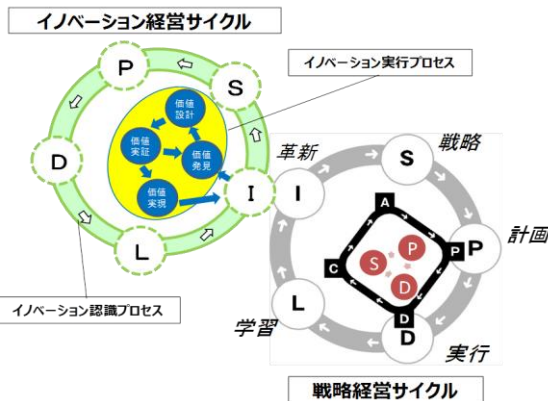 イノベーション経営サイクル
イノベーション実行プロセス
P
S
D
L
I
価値
設計
価値
実証
価値
発見
価値
実現
イノベーション認識プロセス
革新
I
S
戦略
P
計画
L
学習
D
実行
A
P
D
C
P
S
D
戦略経営サイクル